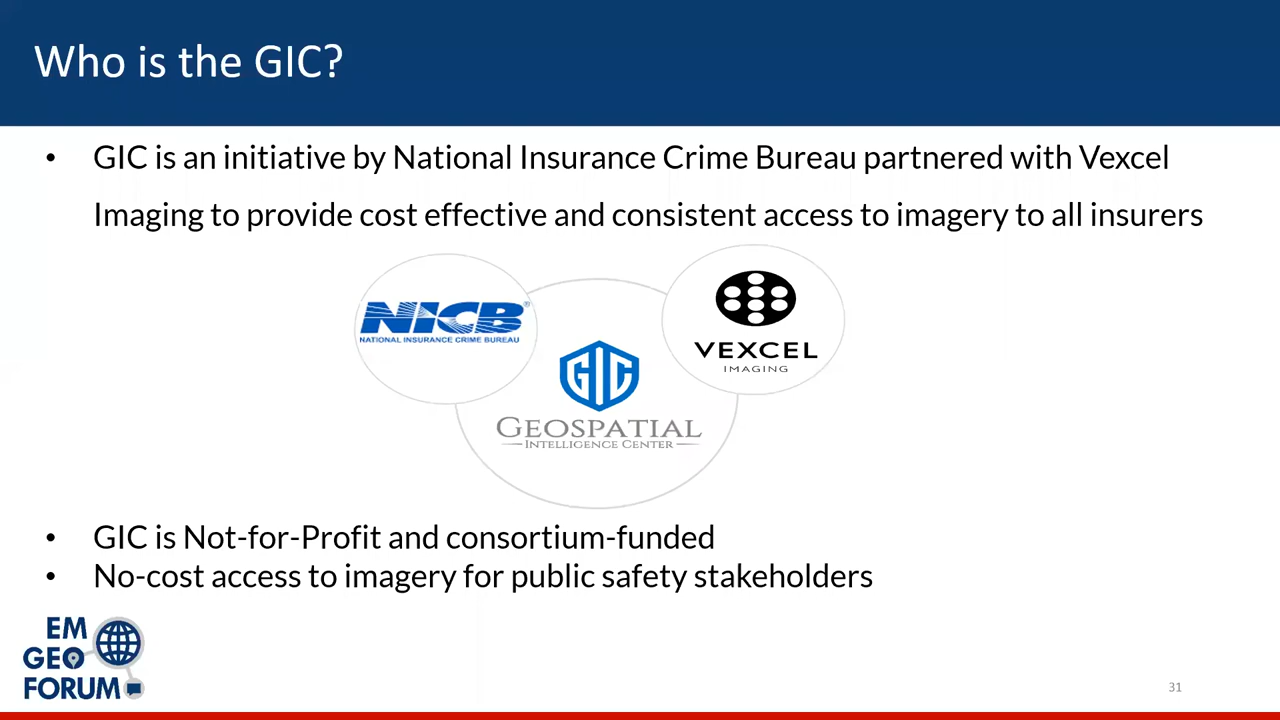 Who is the GIC?
• GIC is an initiative by National Insurance Crime Bureau partnered with Vexcel
Imaging to provide cost effective and consistent access to imagery to all insurers
NICB®
NATIONAL INSURANCE CRIME BUREAU
VEXCEL
IMAGING
GIC
GEOSPATIAL
INTELLIGENCE CENTER
• GIC is Not-for-Profit and consortium-funded
• No-cost access to imagery for public safety stakeholders
EM
GEO
FORUM
31